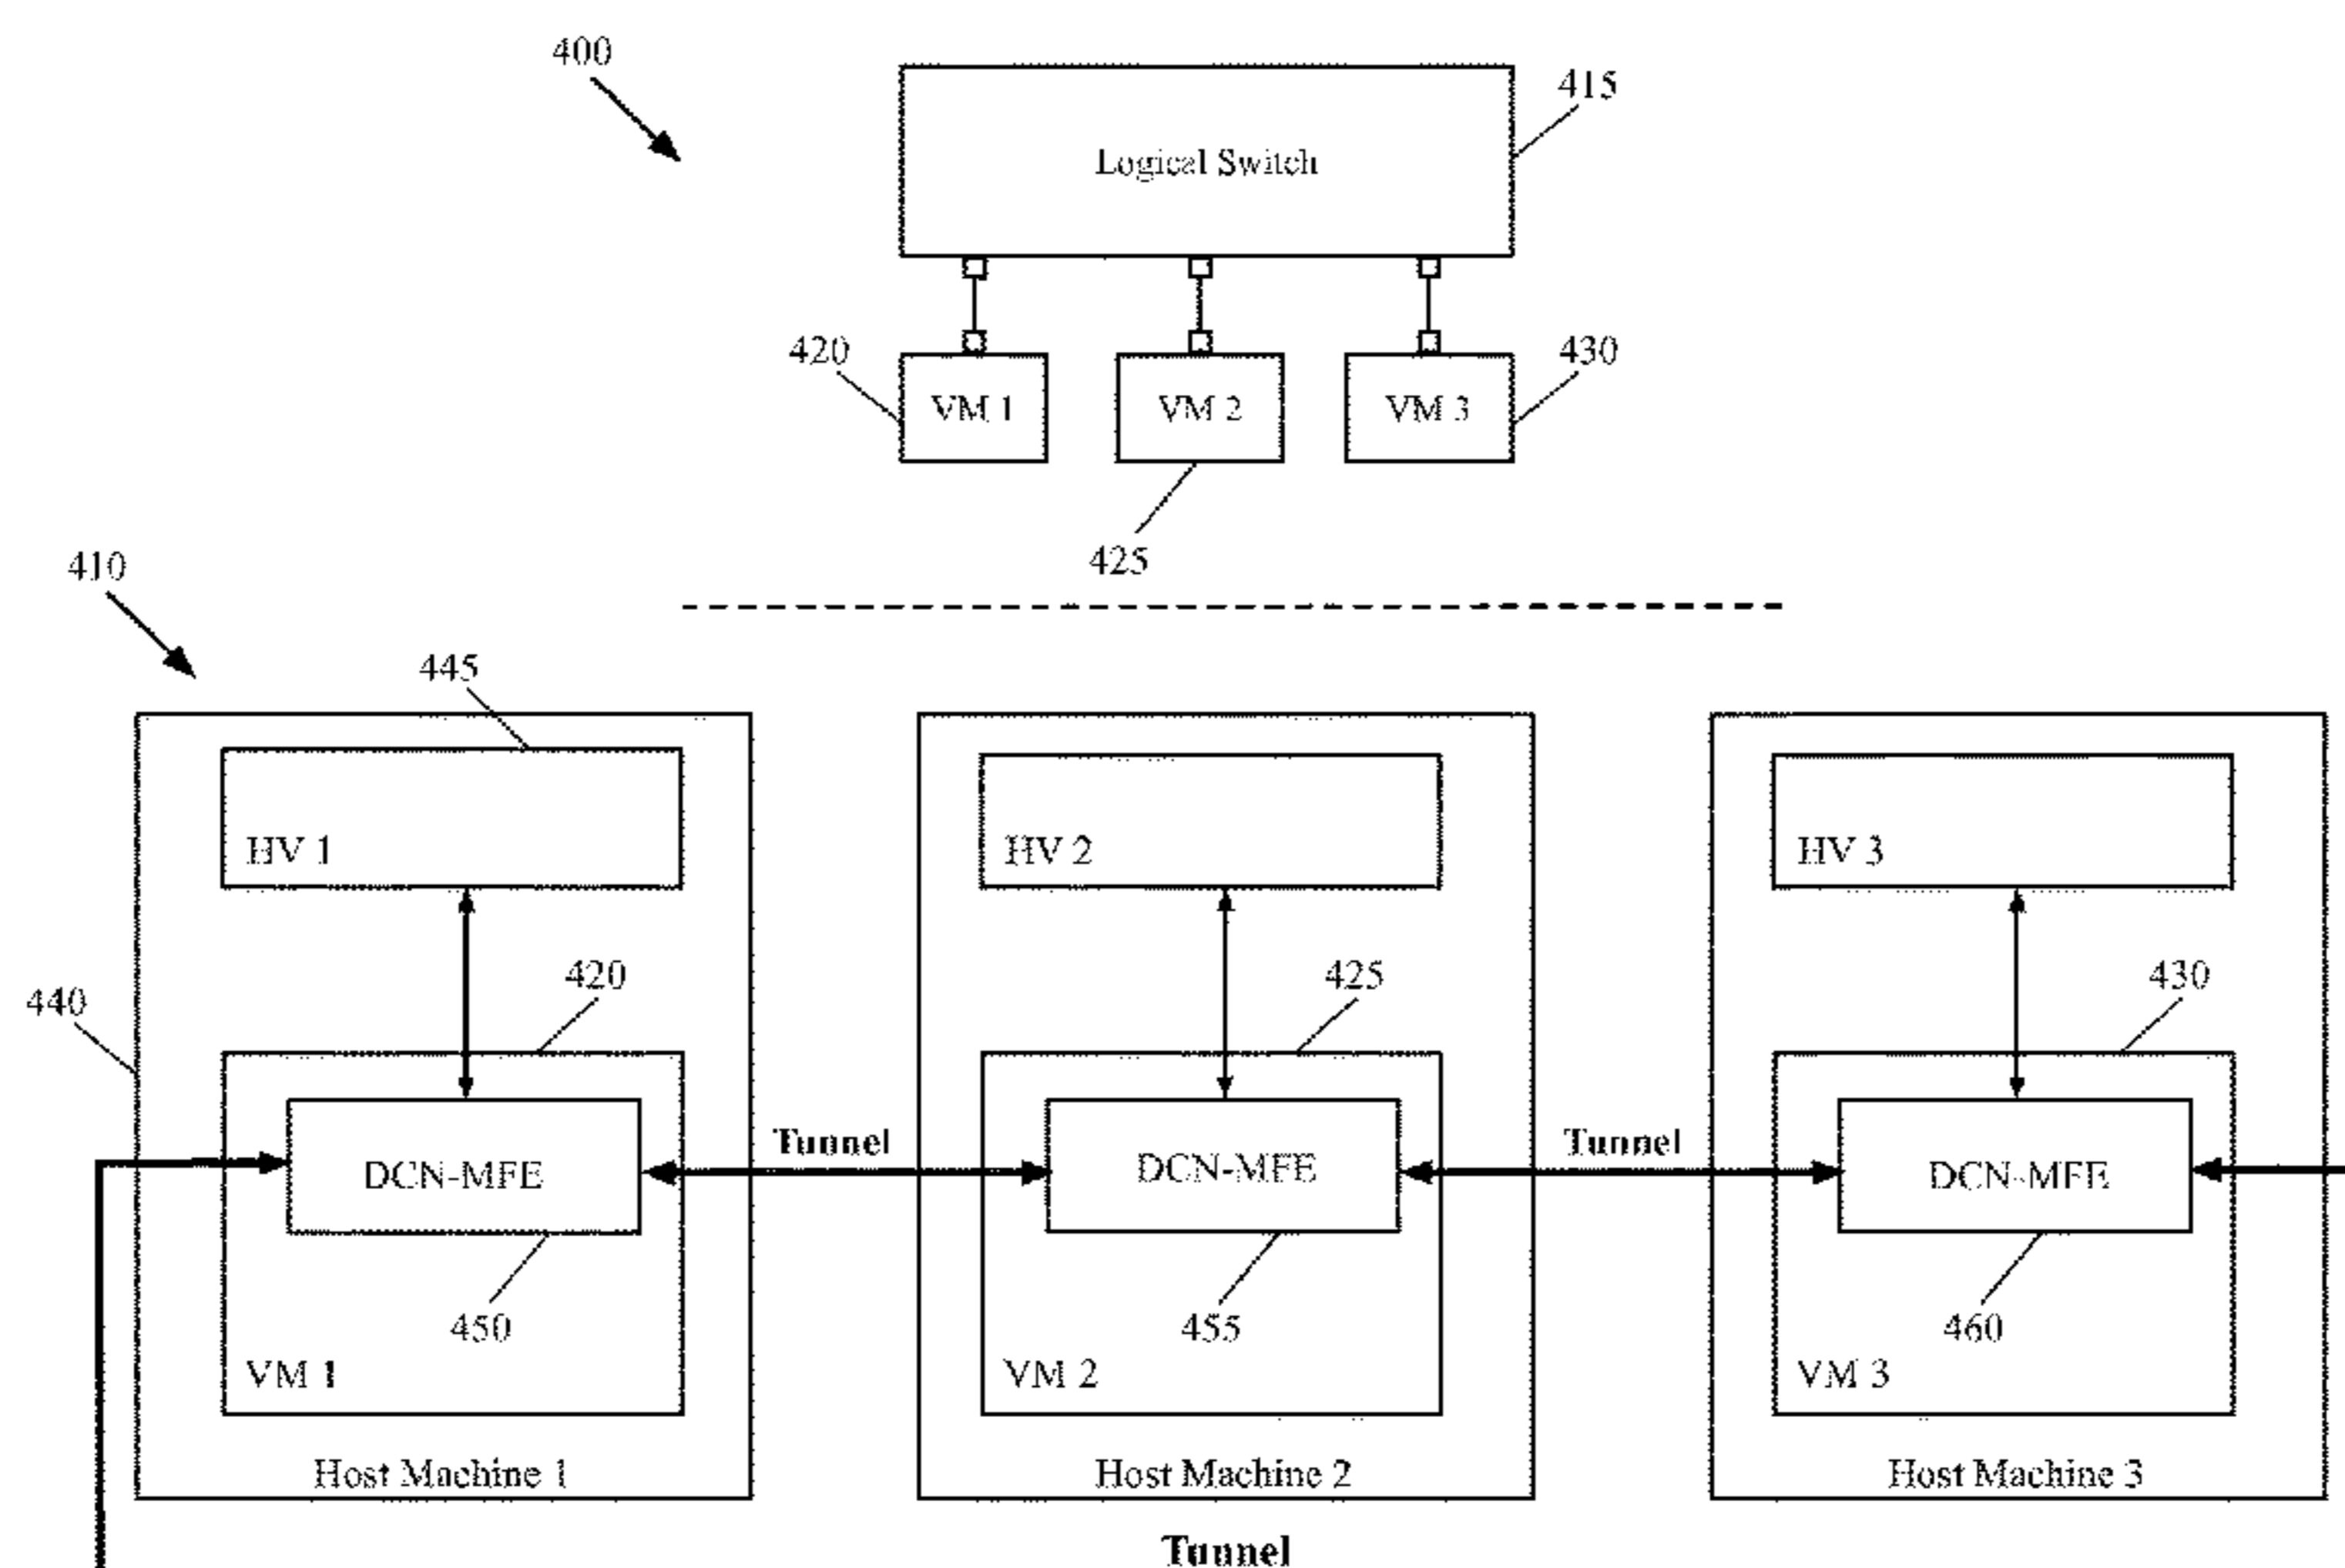 400
415
Logical Switch
420
430
VM 1
VM 2
VM 3
425
410
445
HV 1
HV 2
HV 3
440
420
425
430
Tunnel
Tunnel
DCN-MFE
DCN-MFE
DCN-MFE
450
455
460
VM 1
VM 2
VM 3
Host Machine 1
Host Machine 2
Host Machine 3
Tunnel